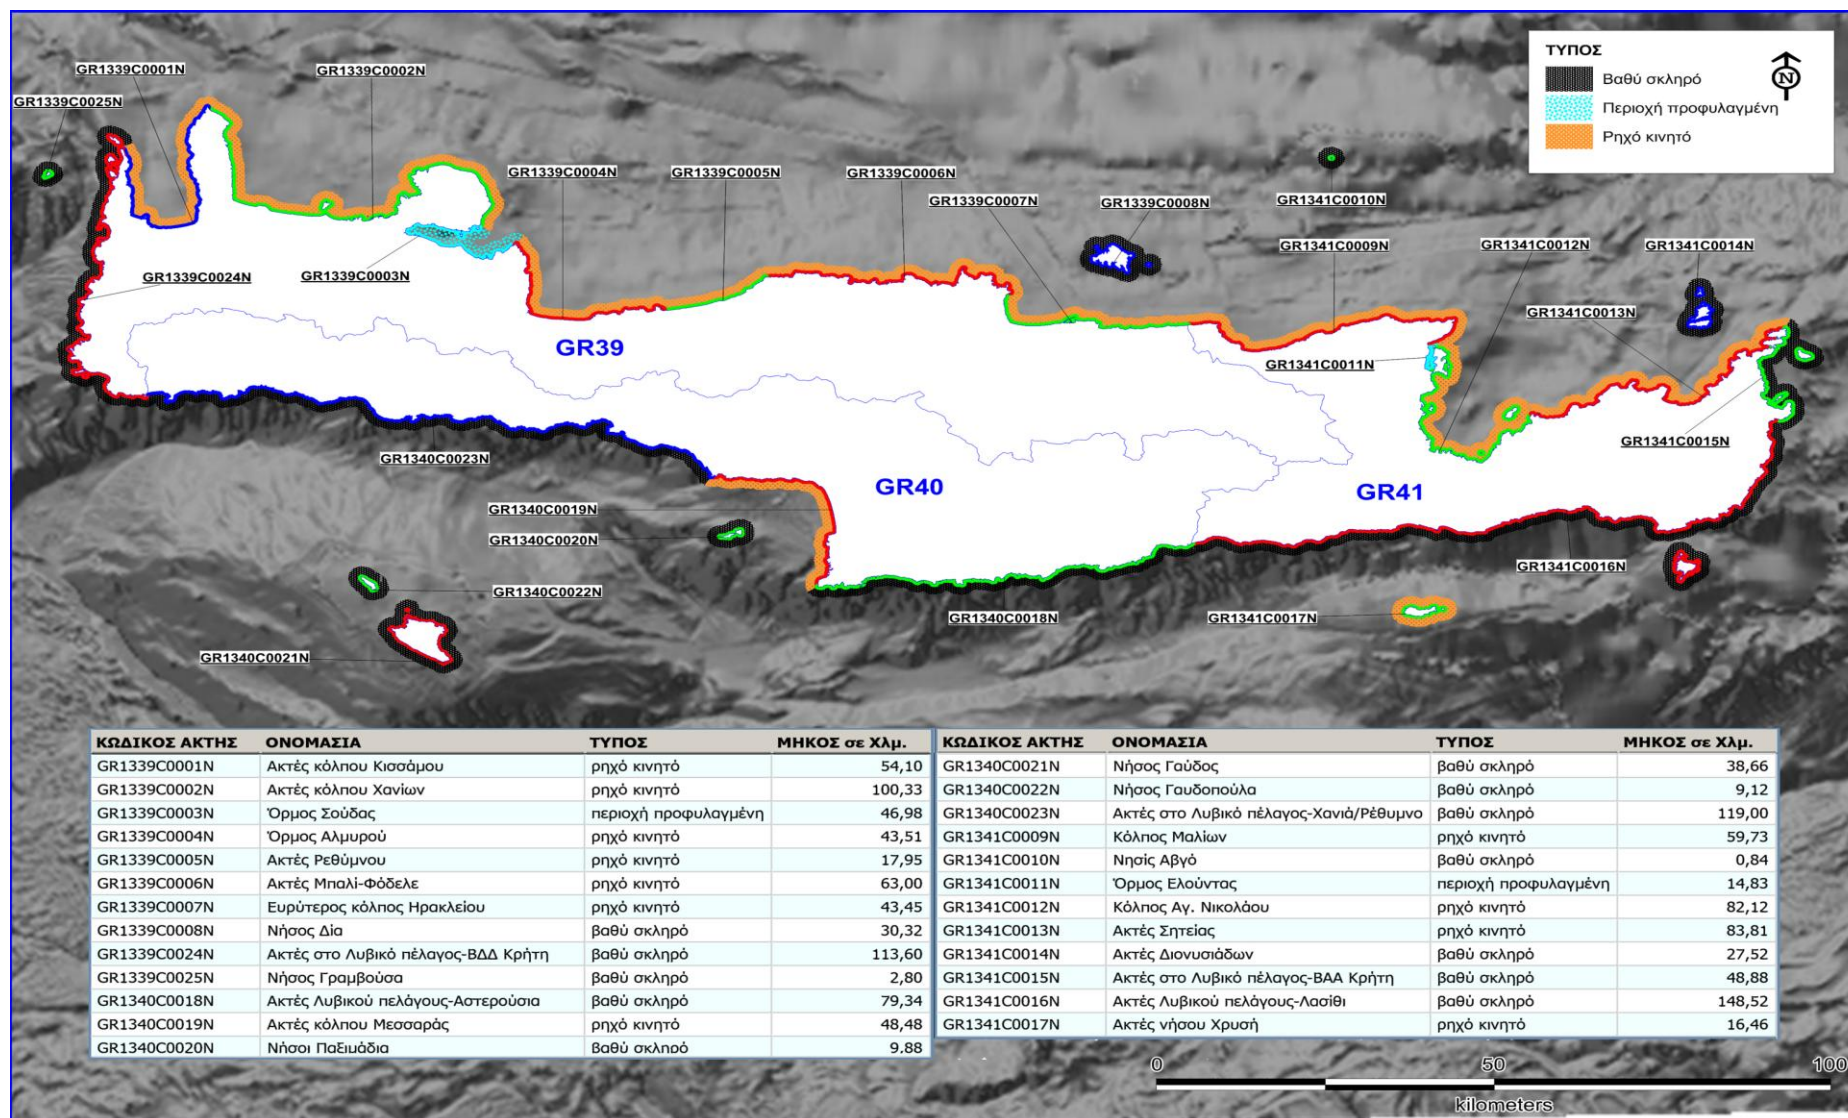 GR1339C0001N
GR1339C0002N
GR1339C0025N
ΤΥΠΟΣ
N
Βαθύ σκληρό
Περιοχή προφυλαγμένη
Ρηχό κινητό
GR1339C0004N
GR1339C0005N
GR1339C0006N
GR1339C0007N
GR1339C0008N
GR1341C0010N
GR1341C0009N
GR1341C0012N
GR1341C0014N
GR1339C0024N
GR1339C0003N
GR1341C0013N
GR39
GR1341C0011N
GR1341C0015N
GR1340C0023N
GR40
GR41
GR1340C0019N
GR1340C0020N
GR1341C0016N
GR1340C0022N
GR1340C0018N
GR1341C0017N
GR1340C0021N
ΚΩΔΙΚΟΣ ΑΚΤΗΣ ΟΝΟΜΑΣΙΑ ΤΥΠΟΣ ΜΗΚΟΣ σε Χλμ.
GR1339C0001N Ακτές κόλπου Κισσάμου ρηχό κινητό 54,10
GR1339C0002N Ακτές κόλπου Χανίων ρηχό κινητό 100,33
GR1339C0003N Όρμος Σούδας περιοχή προφυλαγμένη 46,98
GR1339C0004N Όρμος Αλμυρού ρηχό κινητό 43,51
GR1339C0005N Ακτές Ρεθύμνου ρηχό κινητό 17,95
GR1339C0006N Ακτές Μπαλί-Φόδελε ρηχό κινητό 63,00
GR1339C0007N Ευρύτερος κόλπος Ηρακλείου ρηχό κινητό 43,45
GR1339C0008N Νήσος Δία βαθύ σκληρό 30,32
GR1339C0024N Ακτές στο Λυβικό πέλαγος-ΒΔΔ Κρήτη βαθύ σκληρό 113,60
GR1339C0025N Νήσος Γραμβούσα βαθύ σκληρό 2,80
GR1340C0018N Ακτές Λυβικού πελάγους-Αστερούσια βαθύ σκληρό 79,34
GR1340C0019N Ακτές κόλπου Μεσσαράς ρηχό κινητό 48,48
GR1340C0020N Νήσοι Παξιμάδια βαθύ σκληρό 9.88
ΚΩΔΙΚΟΣ ΑΚΤΗΣ ΟΝΟΜΑΣΙΑ ΤΥΠΟΣ ΜΗΚΟΣ σε Χλμ.
GR1340C0021N Νήσος Γαύδος βαθύ σκληρό 38,66
GR1340C0022N Νήσος Γαυδοπούλα βαθύ σκληρό 9,12
GR1340C0023N Ακτές στο Λυβικό πέλαγος-Χανιά/Ρέθυμνο βαθύ σκληρό 119,00
GR1341C0009N Κόλπος Μαλίων ρηχό κινητό 59,73
GR1341C0010N Νησίς Αβγό βαθύ σκληρό 0,84
GR1341C0011N Όρμος Ελούντας περιοχή προφυλαγμένη 14,83
GR1341C0012N Κόλπος Αγ. Νικολάου ρηχό κινητό 82,12
GR1341C0013N Ακτές Σητείας ρηχό κινητό 83,81
GR1341C0014N Ακτές Διονυσιάδων βαθύ σκληρό 27,52
GR1341C0015N Ακτές στο Λυβικό πέλαγος-ΒΑΑ Κρήτη βαθύ σκληρό 48,88
GR1341C0016N Ακτές Λυβικού πελάγους-Λασίθι βαθύ σκληρό 148,52
GR1341C0017N Ακτές νήσου Χρυσή ρηχό κινητό 16,46
0 50 100
kilometers